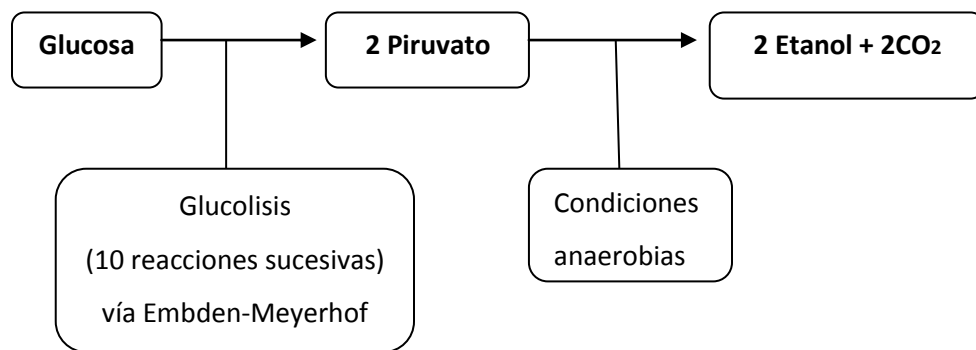 Glucosa
2 Piruvato
2 Etanol + 2CO₂
Glucolisis
(10 reacciones sucesivas)
vía Embden-Meyerhof
Condiciones
anaerobias